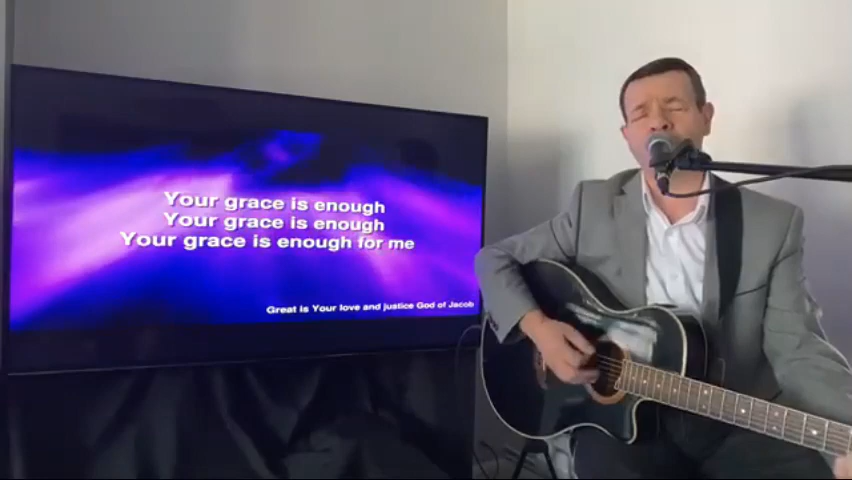 Your grace is enough
Your grace is enough
Your grace is enough for me
Great is Your love and justice God of Jacob